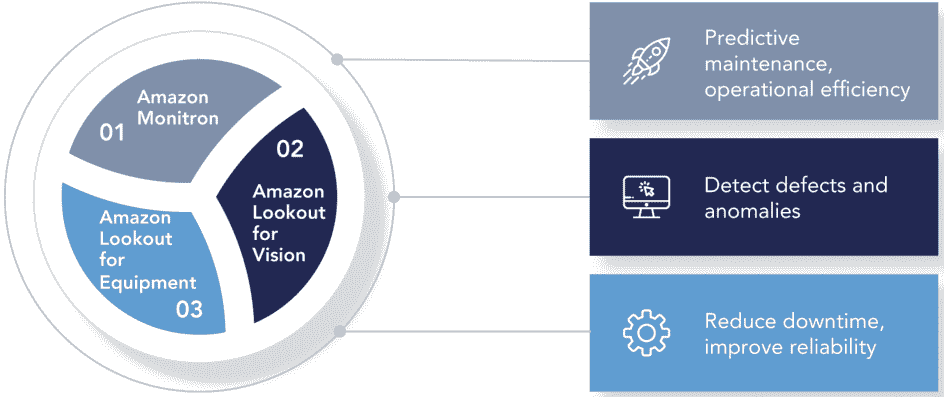 Amazon
Monitron
01
02
Amazon
Lookout
for
Vision
Amazon
Lookout
for
Equipment
03
Predictive
maintenance,
operational efficiency
Detect defects and
anomalies
Reduce downtime,
improve reliability